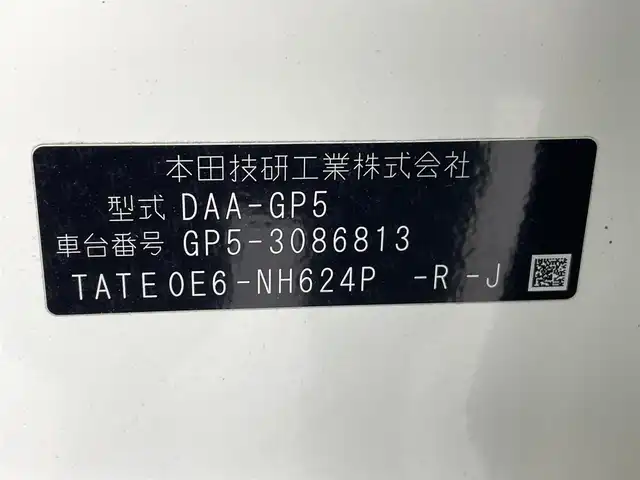 本田技研工業株式会社
型式 DAA-GP5
車台番号 GP5-3086813
TATE0E6-NH624P -R -J